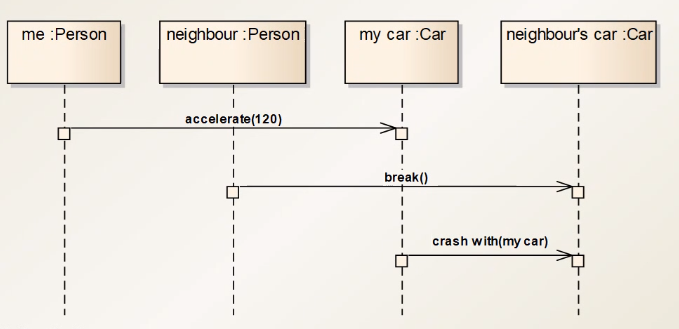 me :Person
neighbour :Person
my car :Car
neighbour's car :Car
accelerate(120)
break()
crash with(my car)